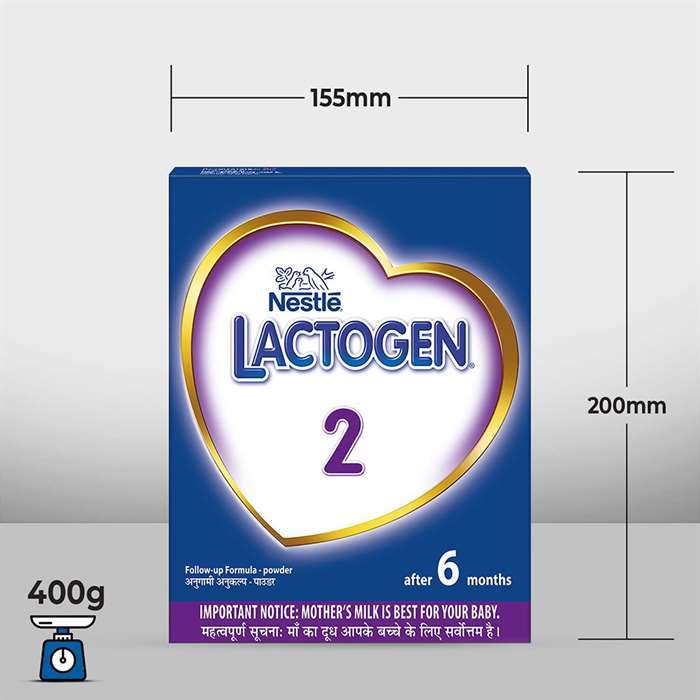 155mm
Nestlé
LACTOGEN
2
200mm
Follow-up Formula - powder
अनुगामी अनुकल्प - पाउडर
after 6 months
400g
IMPORTANT NOTICE: MOTHER'S MILK IS BEST FOR YOUR BABY.
महत्वपूर्ण सूचना: माँ का दूध आपके बच्चे के लिए सर्वोत्तम है।